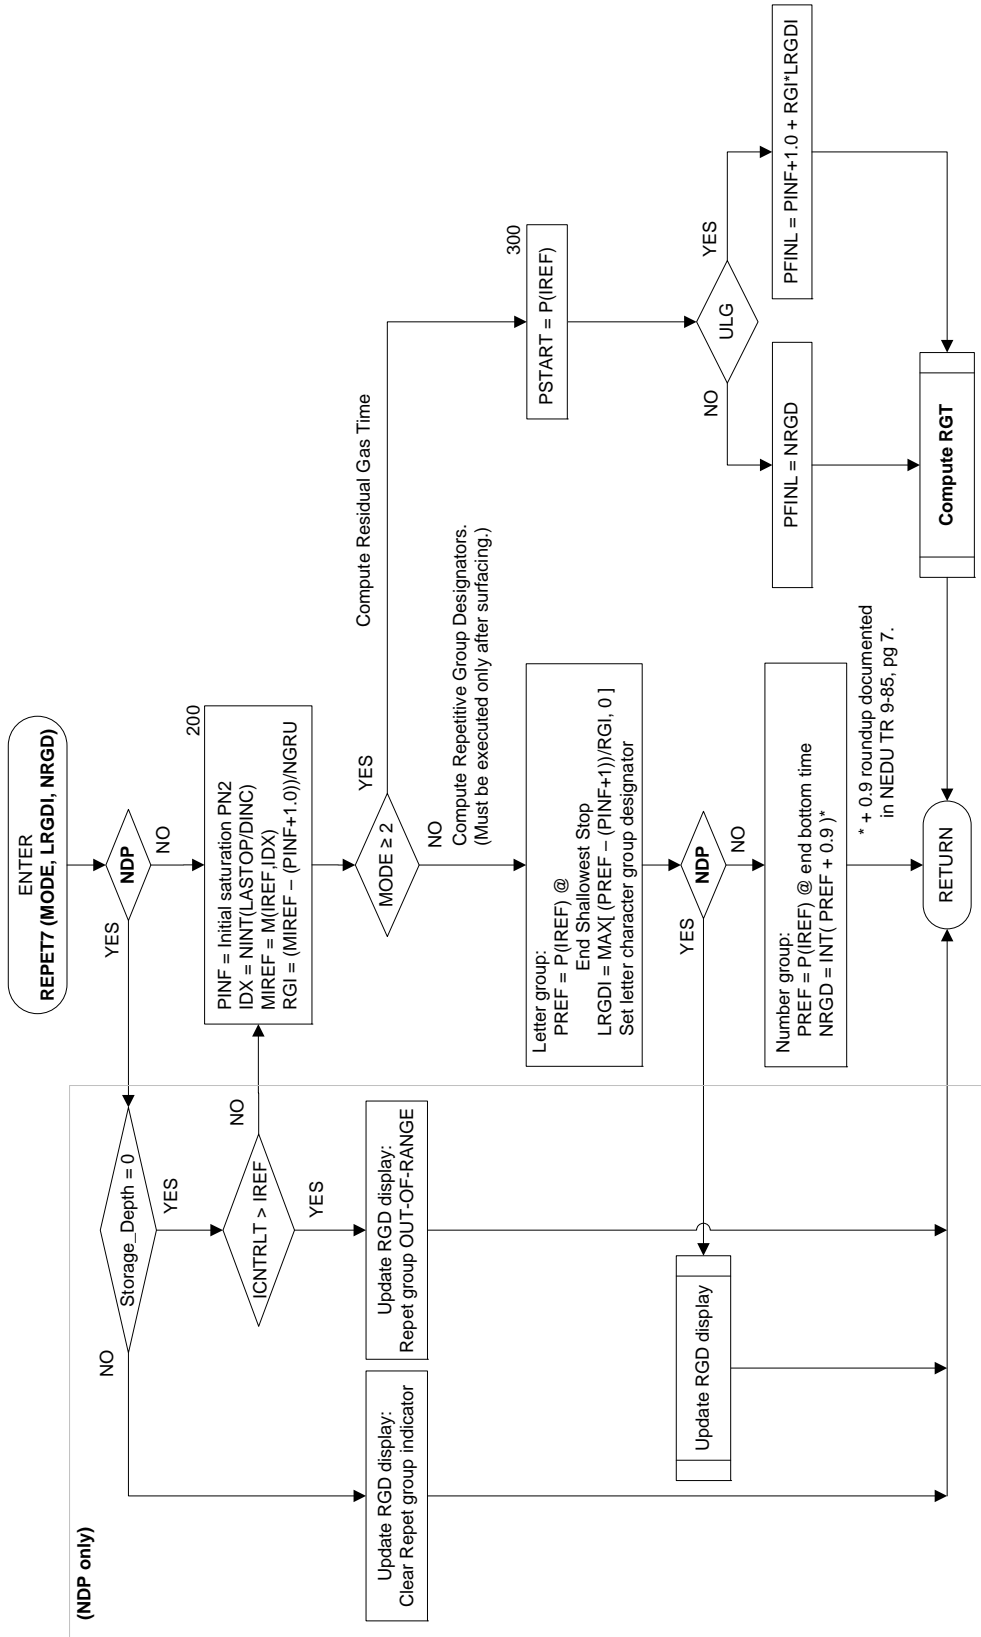 ENTER
REPET7 (MODE, LRGDI, NRGD)
(NDP only)
NDP
YES
NO
Storage_Depth = 0
NO
YES
ICNTRLT > IREF
NO
YES
200
PINF = Initial saturation PN2
IDX = NINT(LASTOP/DINC)
MIREF = M(IREF,IDX)
RGI = (MIREF – (PINF+1.0))/NGRU
MODE ≥ 2
YES
Compute Residual Gas Time
NO
Compute Repetitive Group Designators.
(Must be executed only after surfacing.)
Update RGD display:
Clear Repet group indicator
Update RGD display:
Repet group OUT-OF-RANGE
Letter group:
PREF = P(IREF) @
End Shallowest Stop
LRGDI = MAX[ (PREF – (PINF+1))/RGI, 0 ]
Set letter character group designator
300
PSTART = P(IREF)
NDP
YES
NO
ULG
NO
YES
Update RGD display
Number group:
PREF = P(IREF) @ end bottom time
NRGD = INT( PREF + 0.9 )*
PFINL = NRGD
PFINL = PINF+1.0 + RGI*LRGDI
* + 0.9 roundup documented
in NEDU TR 9-85, pg 7.
Compute RGT
RETURN